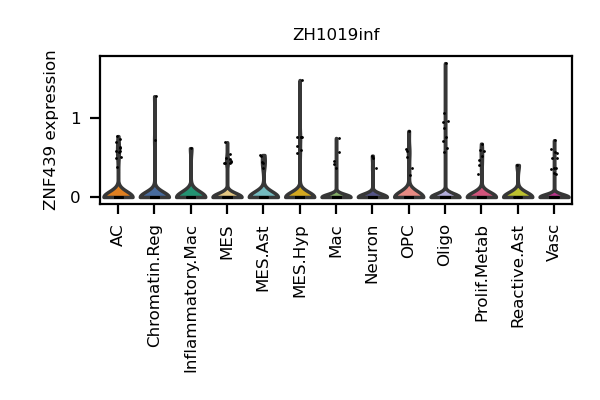 ZH1019inf
ZNF439 expression
1
0
AC
Chromatin.Reg
Inflammatory.Mac
MES
MES.Ast
MES.Hyp
Mac
Neuron
OPC
Oligo
Prolif.Metab
Reactive.Ast
Vasc